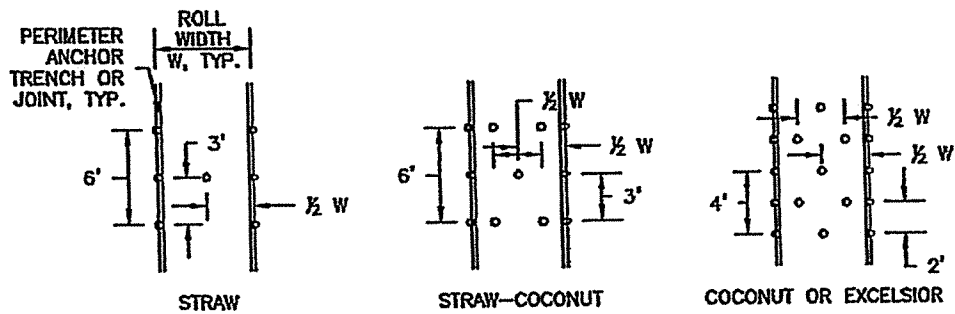 PERIMETER
ANCHOR
TRENCH OR
JOINT, TYP.
ROLL
WIDTH
W, TYP.
3'
6'
½ W
STRAW
½ W
½ W
6'
3'
STRAW-COCONUT
½ W
½ W
4'
2'
COCONUT OR EXCELSIOR